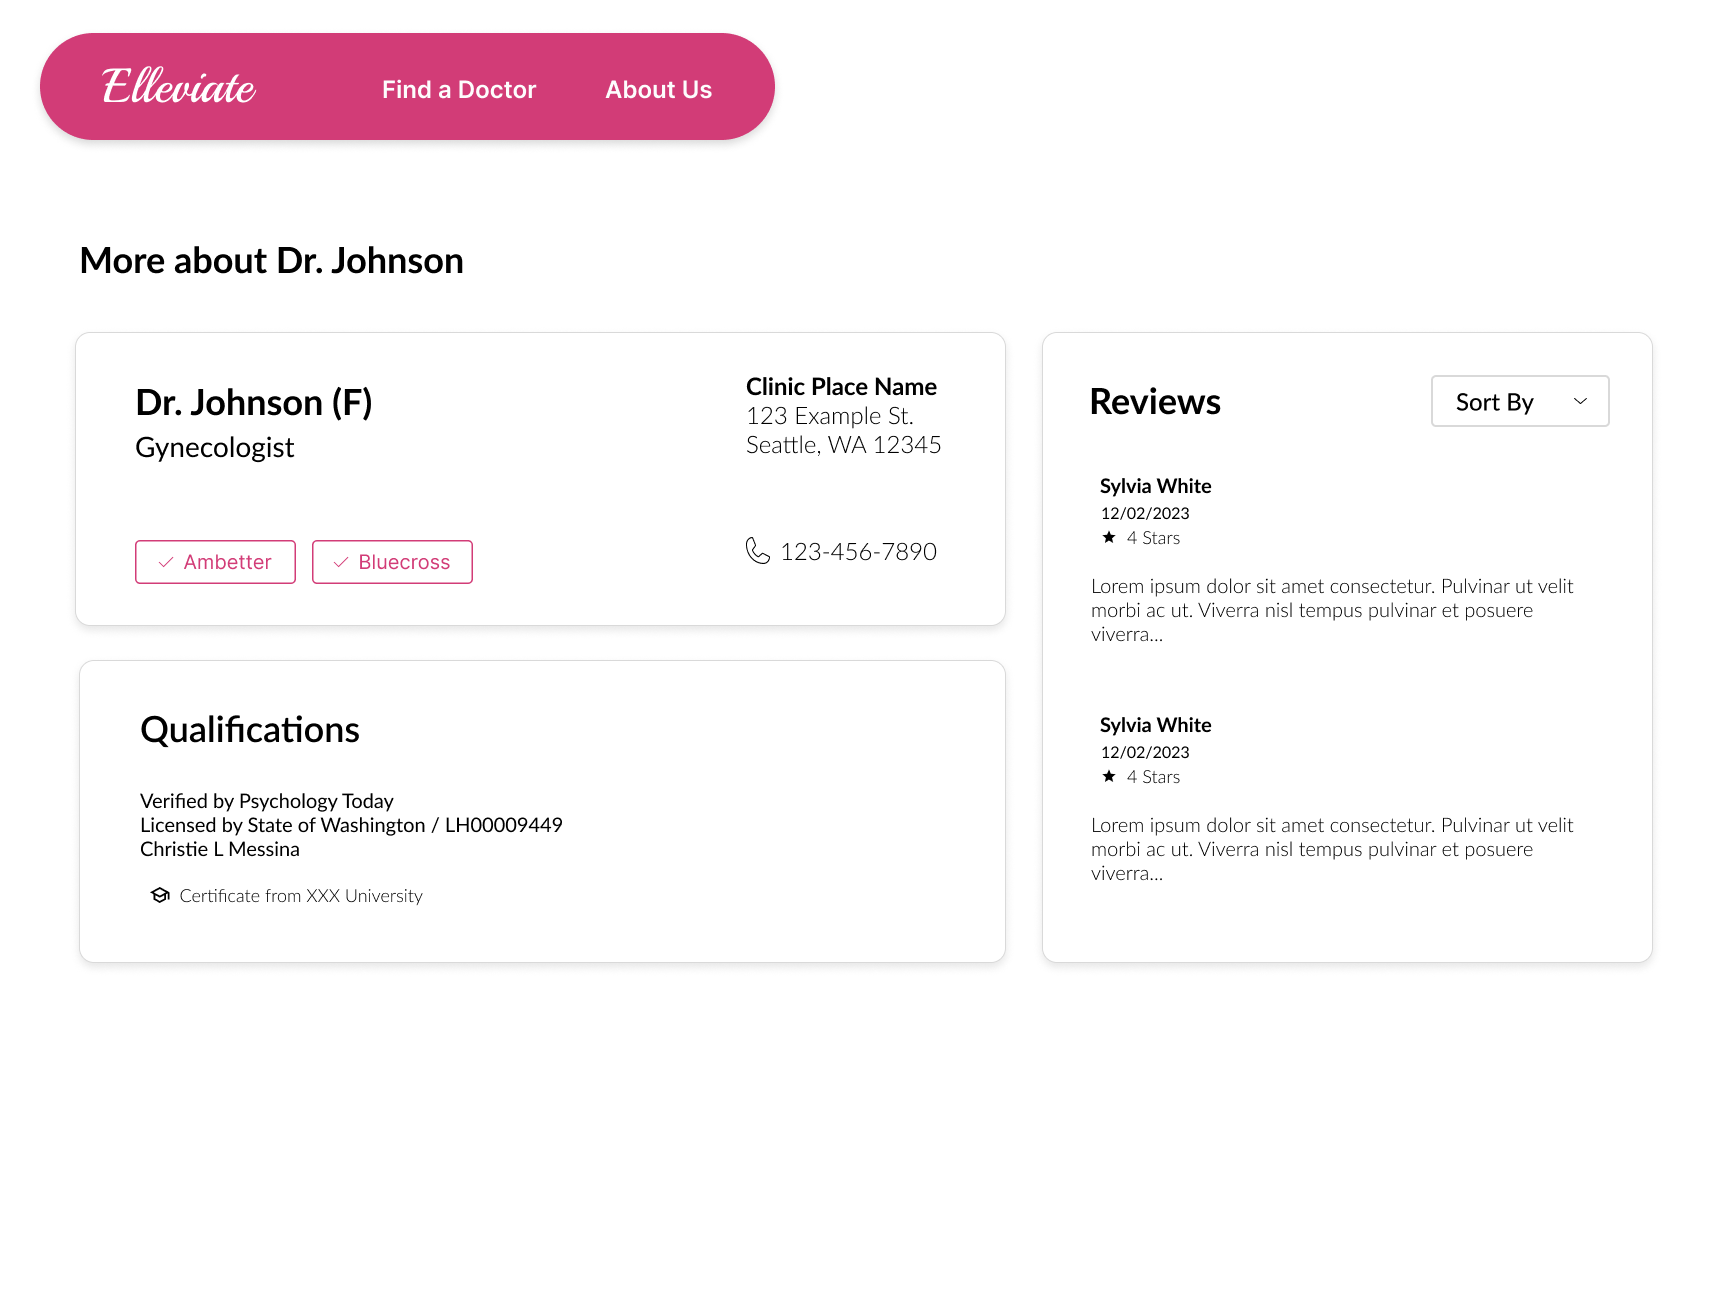 Elleviate
Find a Doctor
About Us
More about Dr. Johnson
Dr. Johnson (F)
Gynecologist
Clinic Place Name
123 Example St.
Seattle, WA 12345
Ambetter
Bluecross
123-456-7890
Qualifications
Verified by Psychology Today
Licensed by State of Washington / LH00009449
Christie L Messina
Certificate from XXX University
Reviews
Sort By
Sylvia White
12/02/2023
4 Stars
Lorem ipsum dolor sit amet consectetur. Pulvinar ut velit
morbi ac ut. Viverra nisl tempus pulvinar et posuere
viverra...
Sylvia White
12/02/2023
4 Stars
Lorem ipsum dolor sit amet consectetur. Pulvinar ut velit
morbi ac ut. Viverra nisl tempus pulvinar et posuere
viverra...